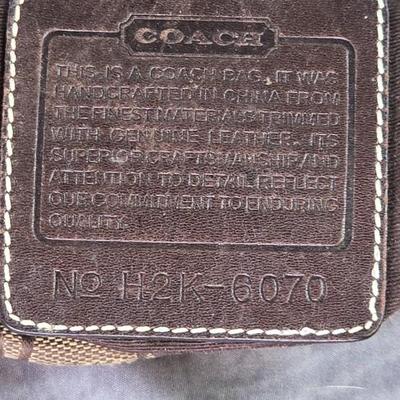 COACH
THIS IS A COACH BAG. IT WAS
HANDCRAFTED IN CHINA FROM
THE FINEST MATERIALS TRIMMED
WITH GENUINE LEATHER. ITS
SUPERIOR CRAFTSMANSHIP AND
ATTENTION TO DETAIL REFLECT
OUR COMMITMENT TO ENDURING
QUALITY.
No H2K-6070